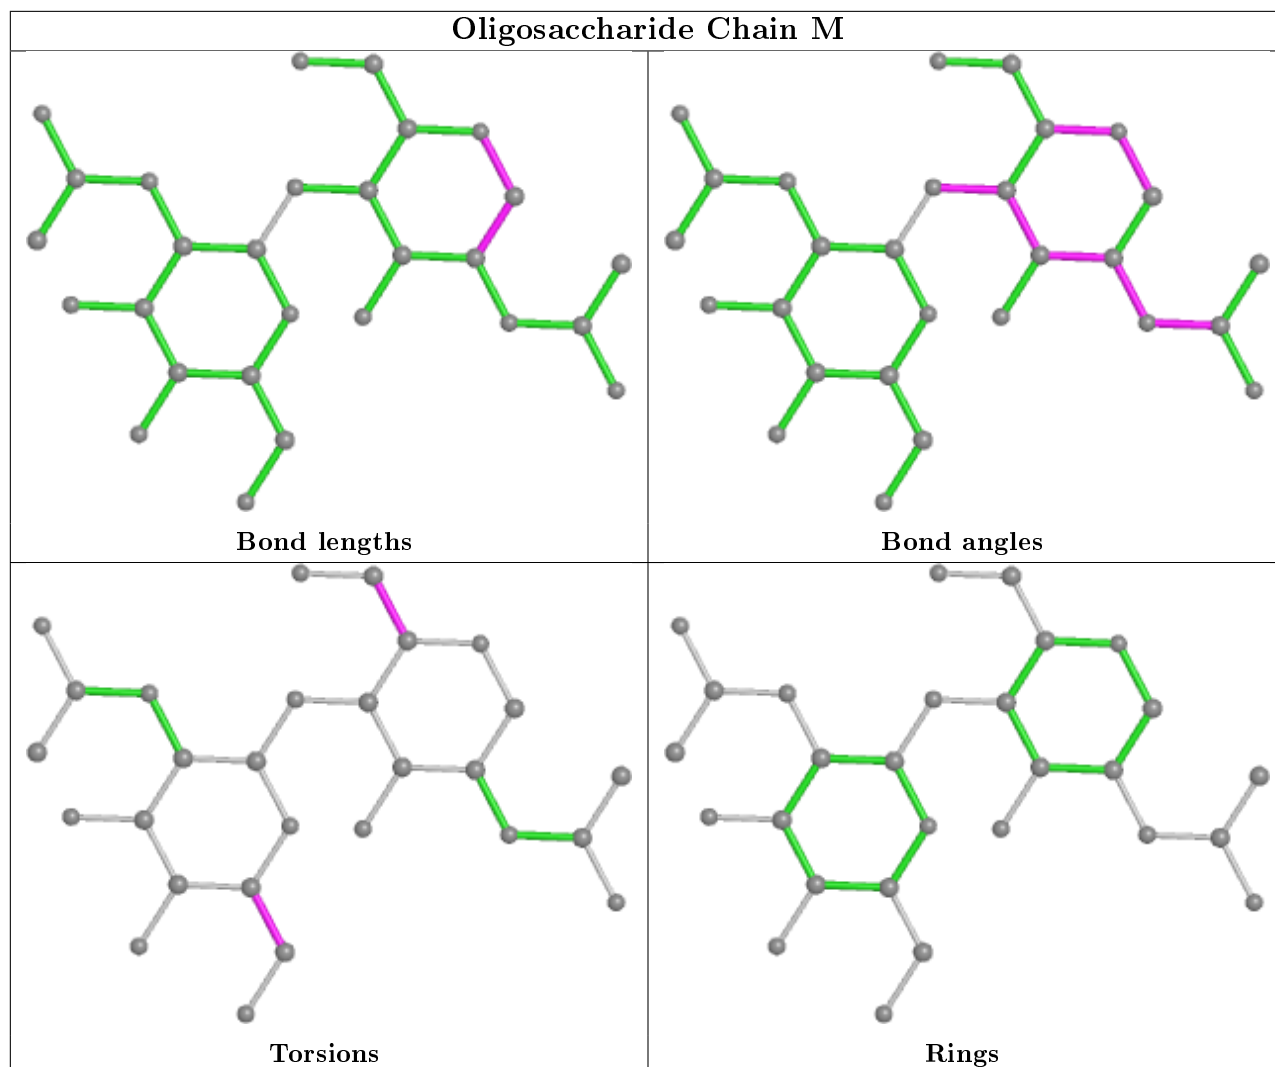 Oligosaccharide Chain M
Bond lengths
Bond angles
Torsions
Rings